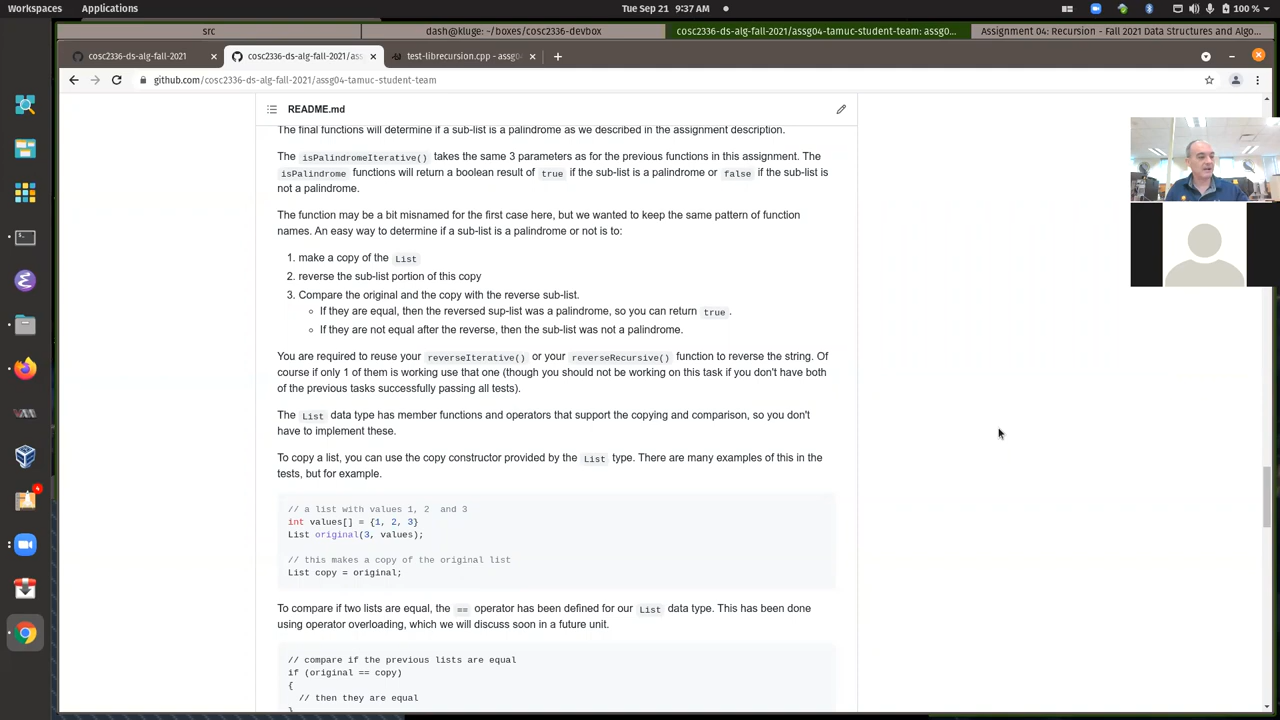 Workspaces Applications Tue Sep 21 9:37 AM 100 %
src dash@kluge: ~/boxes/cosc2336-devbox cosc2336-ds-alg-fall-2021/assg04-tamuc-student-team: assg0... Assignment 04: Recursion - Fall 2021 Data Structures and Algo...
cosc2336-ds-alg-fall-2021 cosc2336-ds-alg-fall-2021/ass test-librecursion.cpp - assg0
github.com/cosc2336-ds-alg-fall-2021/assg04-tamuc-student-team
README.md
The final functions will determine if a sub-list is a palindrome as we described in the assignment description.
The isPalindromeIterative() takes the same 3 parameters as for the previous functions in this assignment. The
isPalindrome functions will return a boolean result of true if the sub-list is a palindrome or false if the sub-list is
not a palindrome.
The function may be a bit misnamed for the first case here, but we wanted to keep the same pattern of function
names. An easy way to determine if a sub-list is a palindrome or not is to:
1. make a copy of the List
2. reverse the sub-list portion of this copy
3. Compare the original and the copy with the reverse sub-list.
If they are equal, then the reversed sup-list was a palindrome, so you can return true.
If they are not equal after the reverse, then the sub-list was not a palindrome.
You are required to reuse your reverseIterative() or your reverseRecursive() function to reverse the string. Of
course if only 1 of them is working use that one (though you should not be working on this task if you don't have both
of the previous tasks successfully passing all tests).
The List data type has member functions and operators that support the copying and comparison, so you don't
have to implement these.
To copy a list, you can use the copy constructor provided by the List type. There are many examples of this in the
tests, but for example.
// a list with values 1, 2 and 3
int values[] = {1, 2, 3}
List original(3, values);
// this makes a copy of the original list
List copy = original;
To compare if two lists are equal, the == operator has been defined for our List data type. This has been done
using operator overloading, which we will discuss soon in a future unit.
// compare if the previous lists are equal
if (original == copy)
{
// then they are equal
}